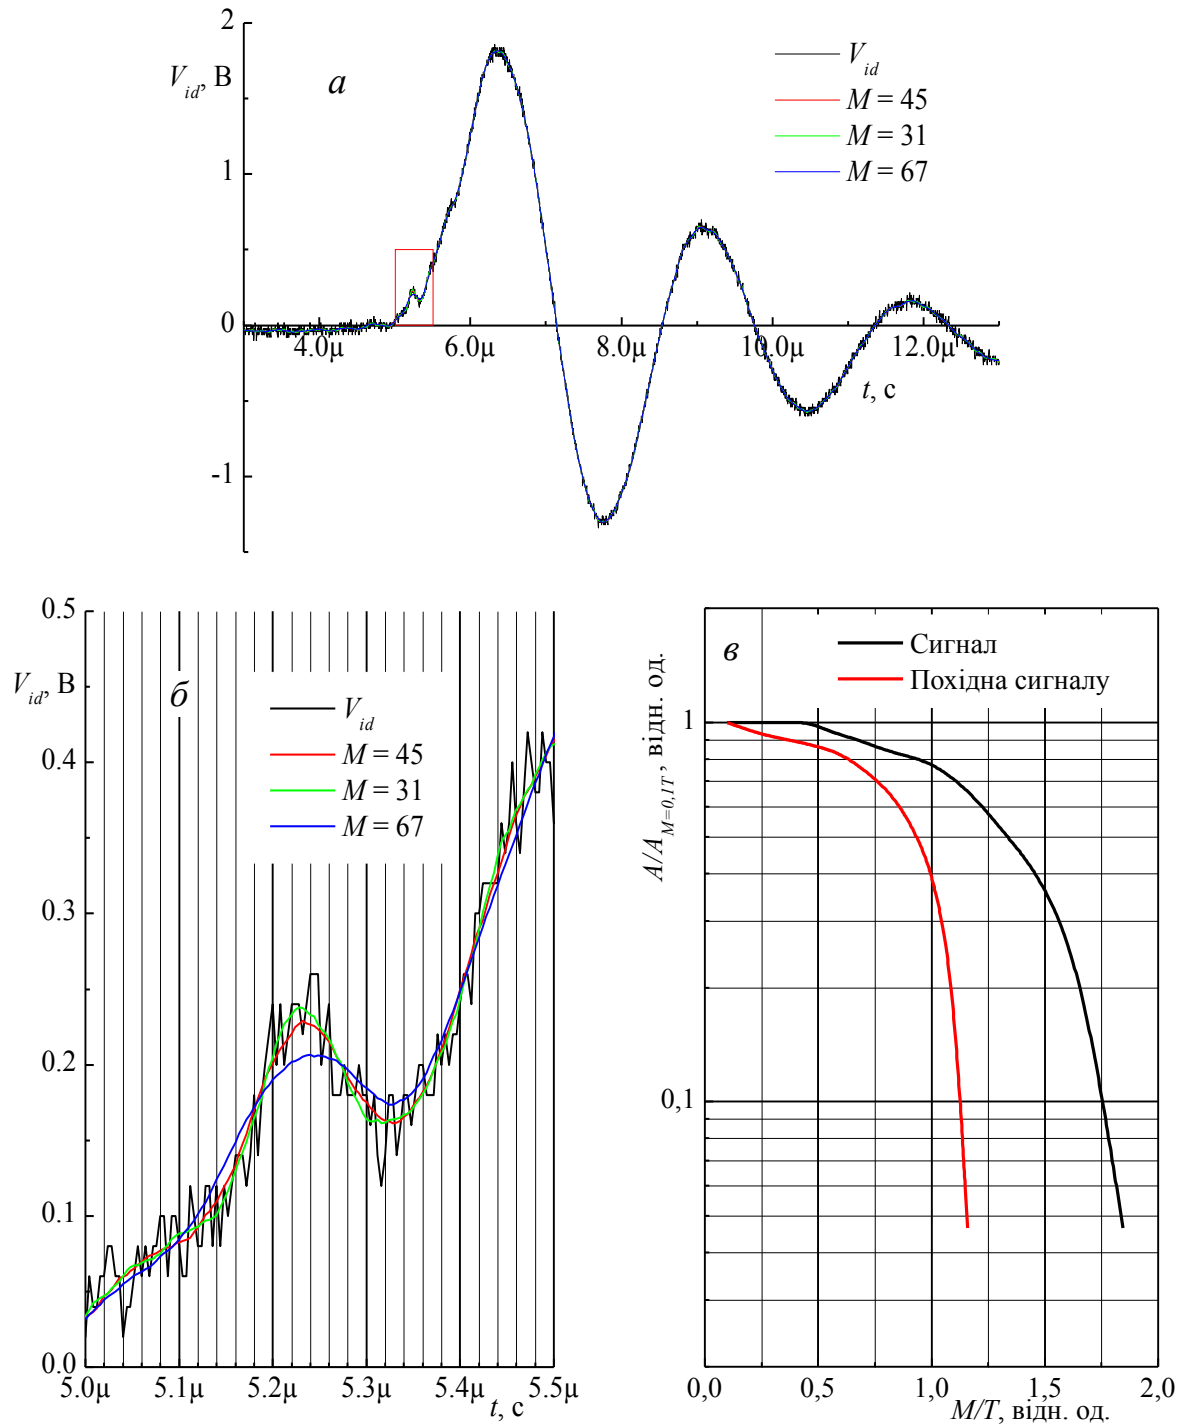 2
V_id, В
а
V_id
M = 45
M = 31
M = 67
1
0
4.0μ 6.0μ 8.0μ 10.0μ 12.0μ
t, с
-1
0.5
V_id, В
б
V_id
M = 45
M = 31
M = 67
0.4
0.3
0.2
0.1
0.0
5.0μ 5.1μ 5.2μ 5.3μ 5.4μ 5.5μ
t, с
в
Сигнал
Похідна сигналу
A/A_M=0,1T, відн. од.
1
0,1
0,0 0,5 1,0 1,5 2,0
M/T, відн. од.